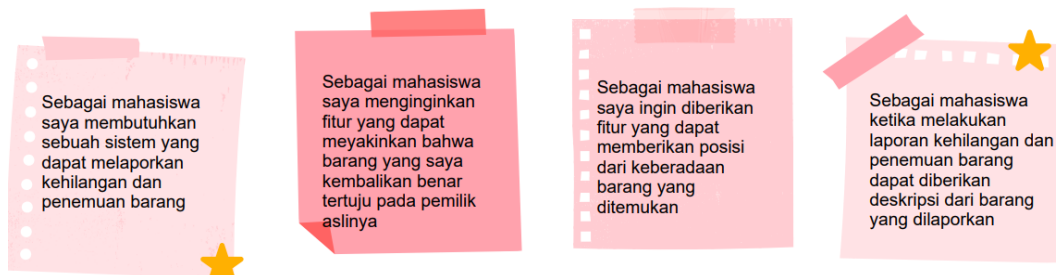 Sebagai mahasiswa
saya membutuhkan
sebuah sistem yang
dapat melaporkan
kehilangan dan
penemuan barang
Sebagai mahasiswa
saya menginginkan
fitur yang dapat
meyakinkan bahwa
barang yang saya
kembalikan benar
tertuju pada pemilik
aslinya
Sebagai mahasiswa
saya ingin diberikan
fitur yang dapat
memberikan posisi
dari keberadaan
barang yang
ditemukan
Sebagai mahasiswa
ketika melakukan
laporan kehilangan dan
penemuan barang
dapat diberikan
deskripsi dari barang
yang dilaporkan